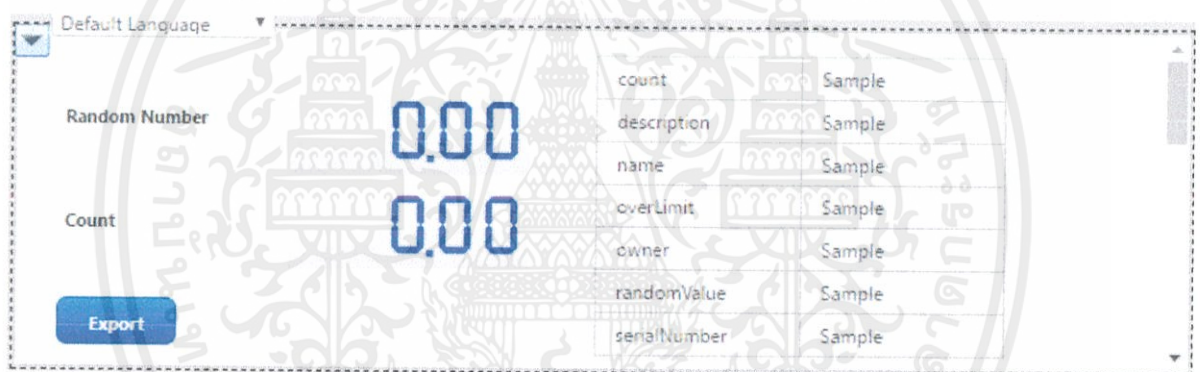 Default Language
Random Number
0.00
Count
0.00
Export
count Sample
description Sample
name Sample
overLimit Sample
owner Sample
randomValue Sample
serialNumber Sample